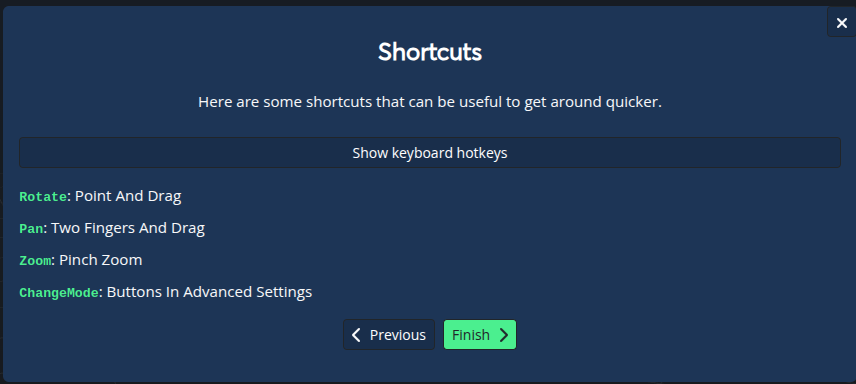 Shortcuts
Here are some shortcuts that can be useful to get around quicker.
Show keyboard hotkeys
Rotate: Point And Drag
Pan: Two Fingers And Drag
Zoom: Pinch Zoom
ChangeMode: Buttons In Advanced Settings
Previous
Finish